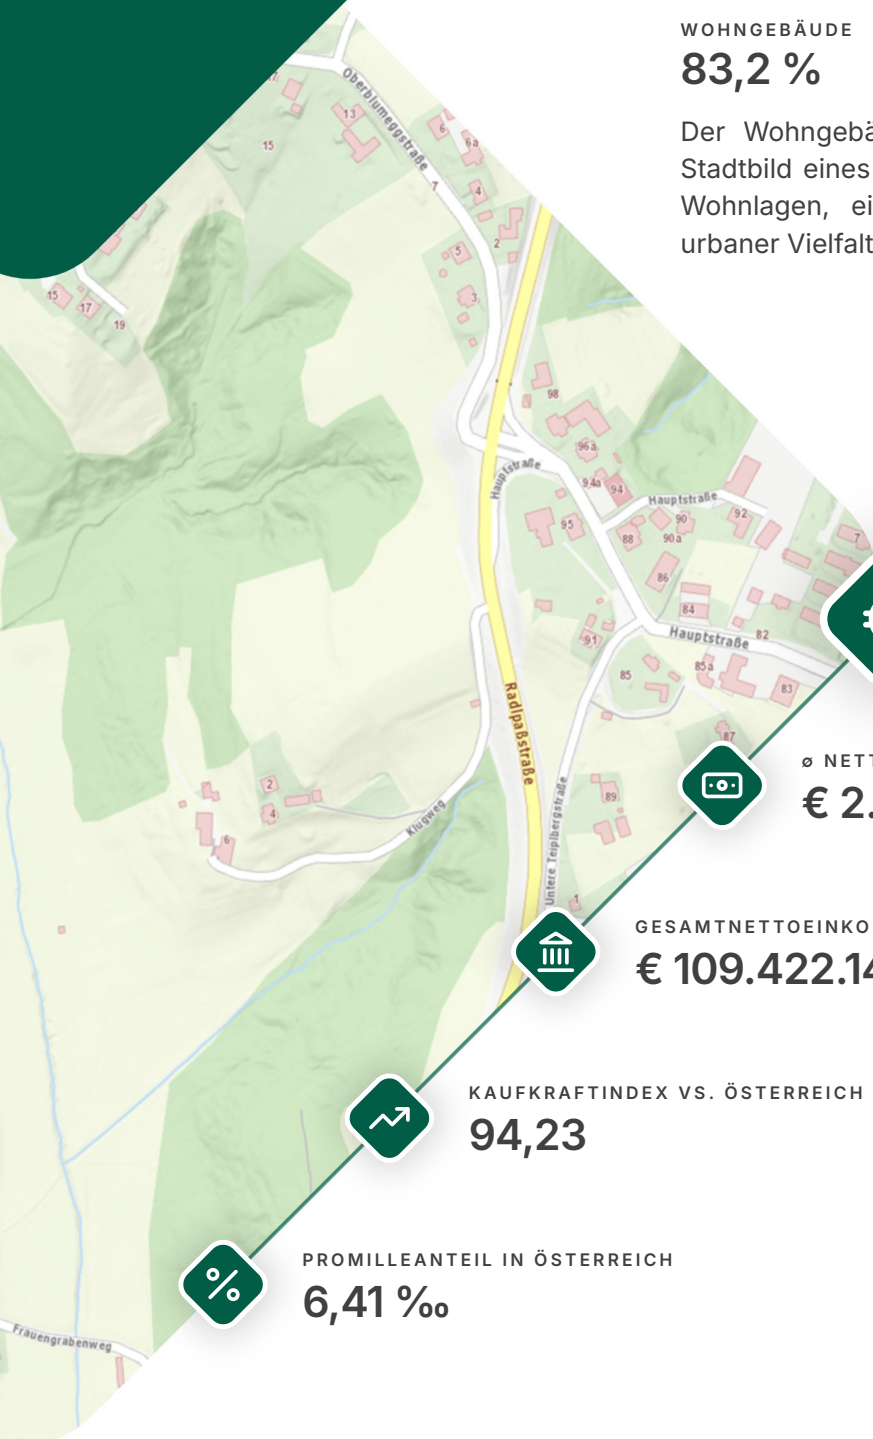 WOHNGEBÄUDE
83,2 %
Der Wohngebä
Stadtbild eines
Wohnlagen, ei
urbaner Vielfalt
Oberblumeggstraße
13
15
6
6a
7
4
2
5
3
15
17
19
98
96a
Hauptstraße
94a
94
Hauptstraße
92
95
90
88
90a
7
86
84
91
Hauptstraße
82
85a
85
83
Radlpaßstraße
87
ø NETT
€ 2.
2
4
6
Klugweg
89
Untere Teiplbergstraße
1
GESAMTNETTOEINKO
€ 109.422.14
KAUFKRAFTINDEX VS. ÖSTERREICH
94,23
PROMILLEANTEIL IN ÖSTERREICH
6,41 ‰
Frauengrabenweg